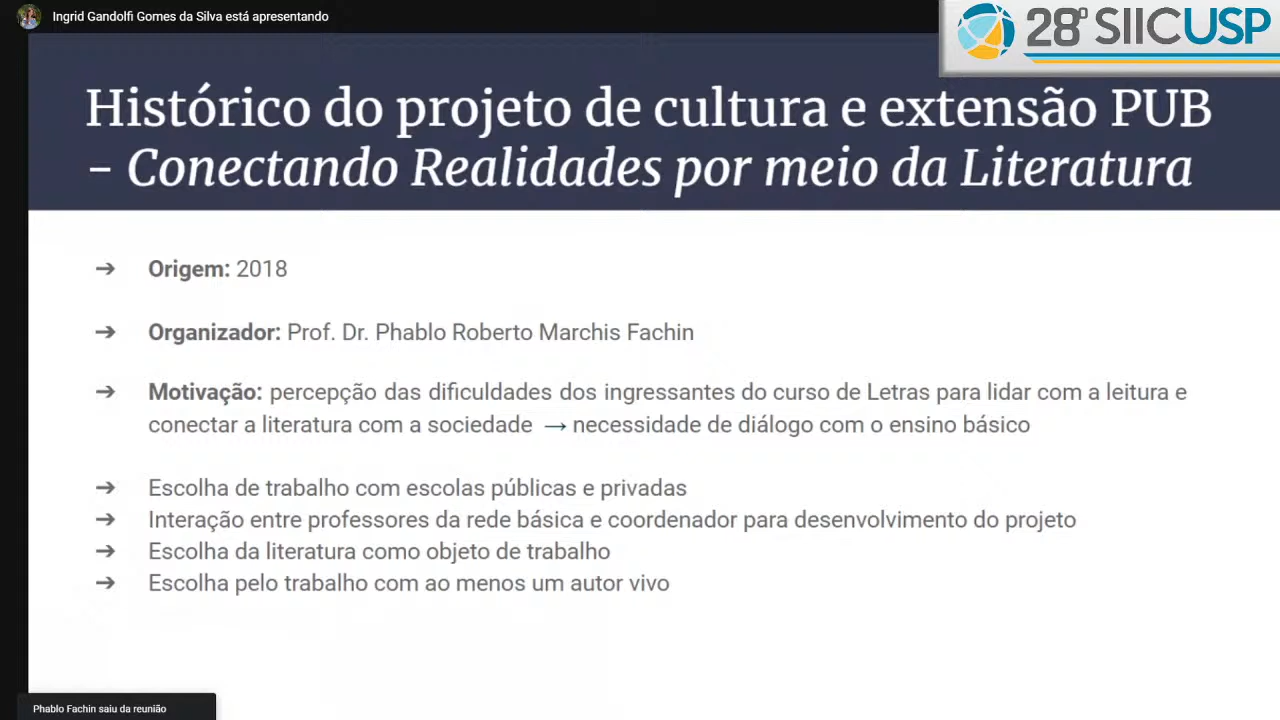 Ingrid Gandolfi Gomes da Silva está apresentando
28º SIICUSP
Histórico do projeto de cultura e extensão PUB
– Conectando Realidades por meio da Literatura
➔ Origem: 2018
➔ Organizador: Prof. Dr. Phablo Roberto Marchis Fachin
➔ Motivação: percepção das dificuldades dos ingressantes do curso de Letras para lidar com a leitura e
conectar a literatura com a sociedade → necessidade de diálogo com o ensino básico
➔ Escolha de trabalho com escolas públicas e privadas
➔ Interação entre professores da rede básica e coordenador para desenvolvimento do projeto
➔ Escolha da literatura como objeto de trabalho
➔ Escolha pelo trabalho com ao menos um autor vivo
Phablo Fachin saiu da reunião